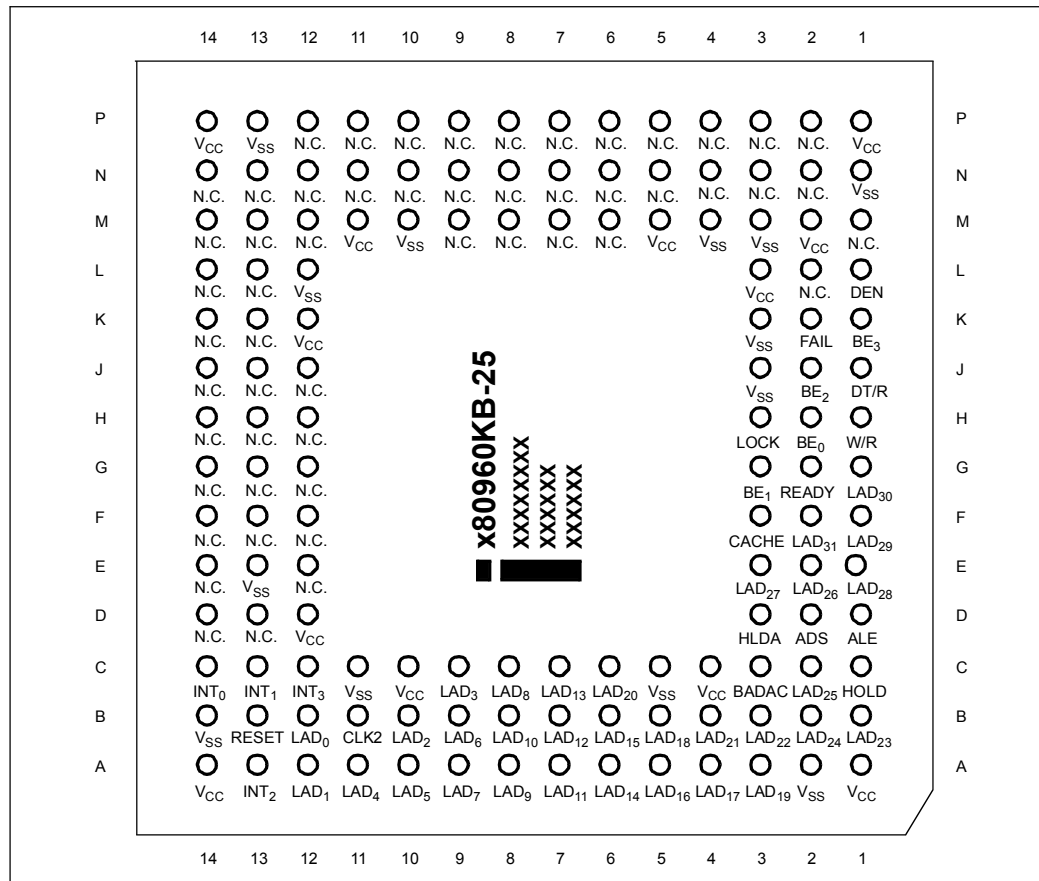 14 13 12 11 10 9 8 7 6 5 4 3 2 1
P P
VCC VSS N.C. N.C. N.C. N.C. N.C. N.C. N.C. N.C. N.C. N.C. N.C. VCC
N N
N.C. N.C. N.C. N.C. N.C. N.C. N.C. N.C. N.C. N.C. N.C. N.C. N.C. VSS
M M
N.C. N.C. N.C. VCC VSS N.C. N.C. N.C. N.C. VCC VSS VSS VCC N.C.
L L
N.C. N.C. VSS VCC N.C. DEN
K K
N.C. N.C. VCC VSS FAIL BE3
J J
N.C. N.C. N.C. VSS BE2 DT/R
H H
N.C. N.C. N.C. LOCK BE0 W/R
G G
N.C. N.C. N.C. BE1 READY LAD30
F F
N.C. N.C. N.C. CACHE LAD31 LAD29
E E
N.C. VSS N.C. LAD27 LAD26 LAD28
D D
N.C. N.C. VCC HLDA ADS ALE
C C
INT0 INT1 INT3 VSS VCC LAD3 LAD8 LAD13 LAD20 VSS VCC BADAC LAD25 HOLD
B B
VSS RESET LAD0 CLK2 LAD2 LAD6 LAD10 LAD12 LAD15 LAD18 LAD21 LAD22 LAD24 LAD23
A A
VCC INT2 LAD1 LAD4 LAD5 LAD7 LAD9 LAD11 LAD14 LAD16 LAD17 LAD19 VSS VCC
14 13 12 11 10 9 8 7 6 5 4 3 2 1
x80960KB-25
XXXXXXXX
XXXXXX
XXXXXX